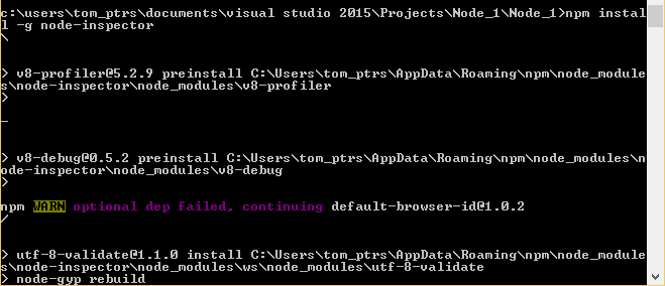 c:\users\tom_ptrs\documents\visual studio 2015\Projects\Node_1\Node_1>npm instal
l -g node-inspector
\
> v8-profiler@5.2.9 preinstall C:\Users\tom_ptrs\AppData\Roaming\npm\node_module
s\node-inspector\node_modules\v8-profiler
>
_
> v8-debug@0.5.2 preinstall C:\Users\tom_ptrs\AppData\Roaming\npm\node_modules\n
ode-inspector\node_modules\v8-debug
>
npm WARN optional dep failed, continuing default-browser-id@1.0.2
/
> utf-8-validate@1.1.0 install C:\Users\tom_ptrs\AppData\Roaming\npm\node_module
s\node-inspector\node_modules\ws\node_modules\utf-8-validate
> node-gyp rebuild